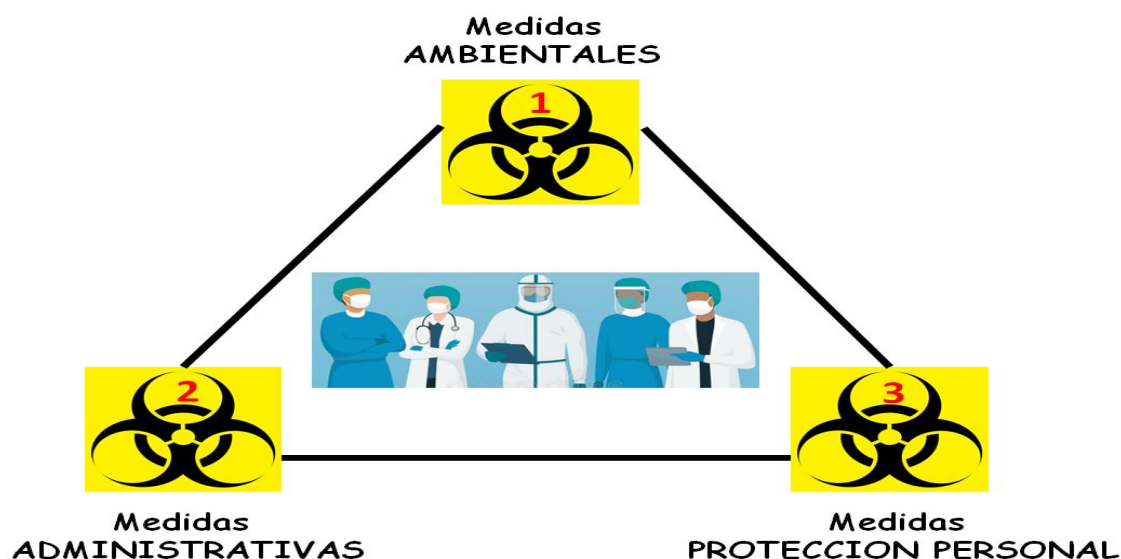 Medidas
AMBIENTALES
1
2
3
Medidas
ADMINISTRATIVAS
Medidas
PROTECCION PERSONAL